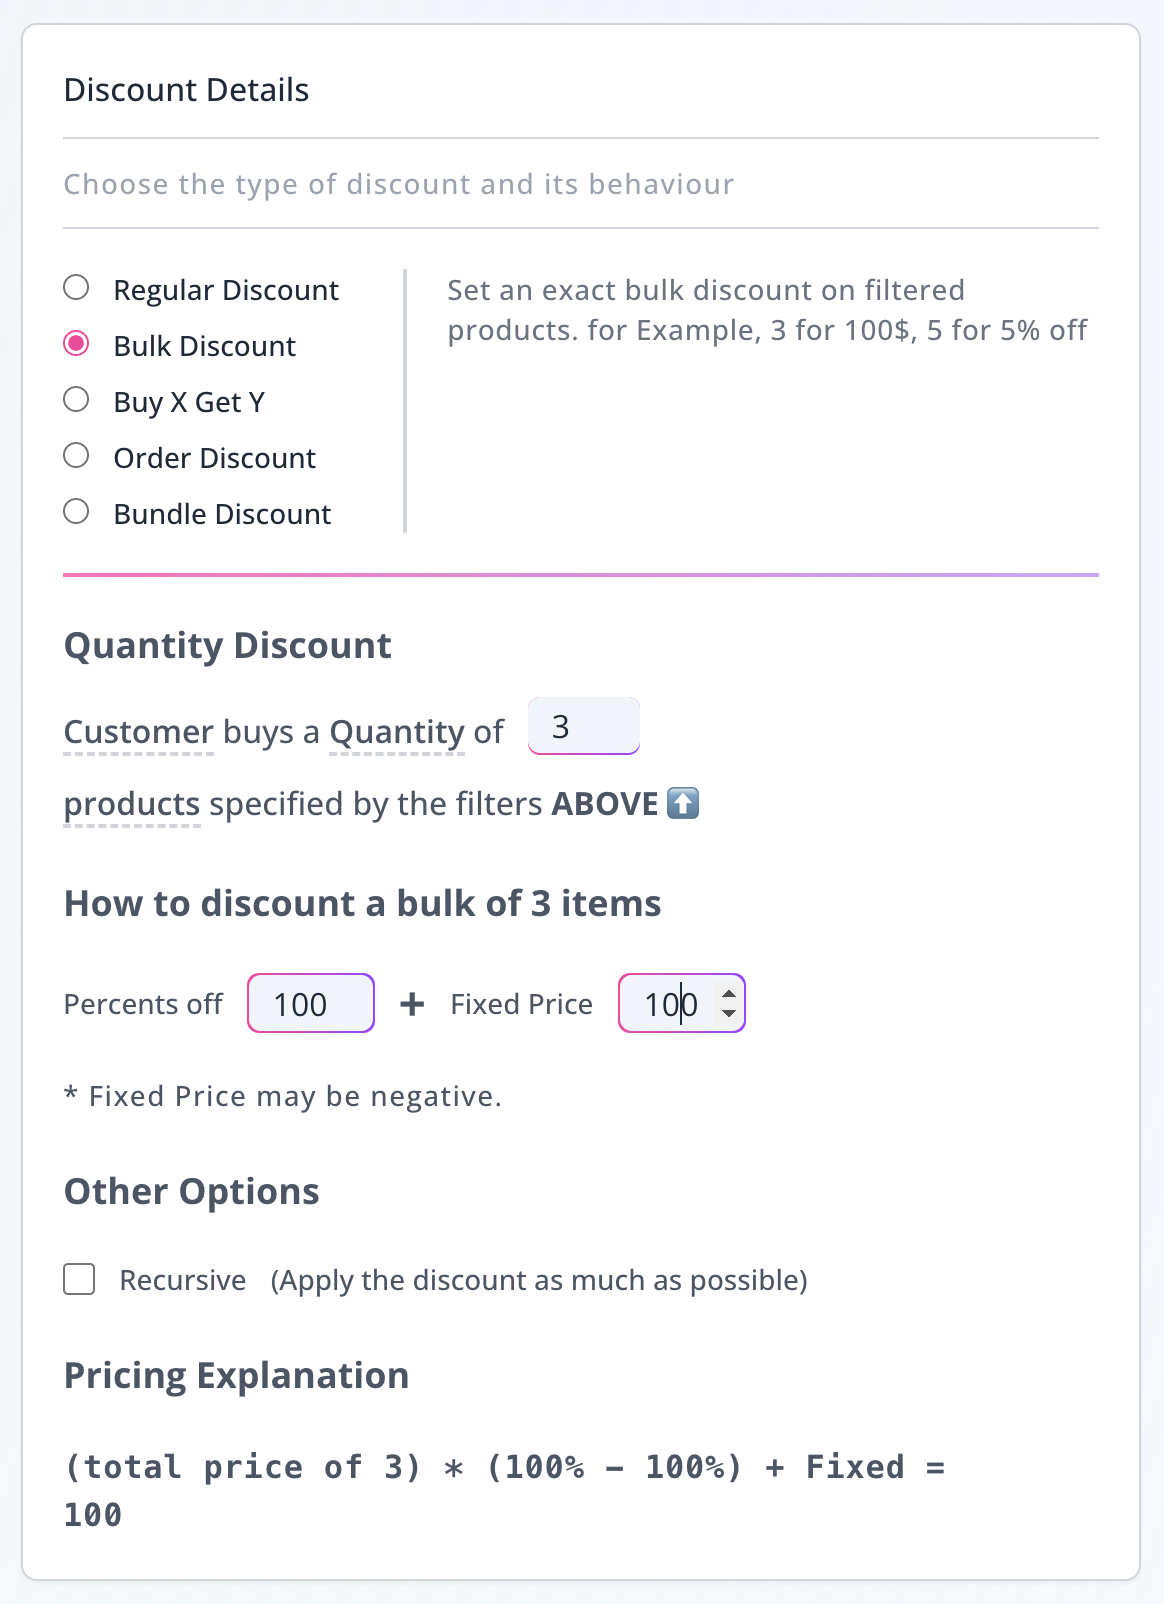 Discount Details
Choose the type of discount and its behaviour
Regular Discount
Bulk Discount
Buy X Get Y
Order Discount
Bundle Discount
Set an exact bulk discount on filtered
products. for Example, 3 for 100$, 5 for 5% off
Quantity Discount
Customer buys a Quantity of 3
products specified by the filters ABOVE ⬆️
How to discount a bulk of 3 items
Percents off 100 + Fixed Price 100
* Fixed Price may be negative.
Other Options
Recursive (Apply the discount as much as possible)
Pricing Explanation
(total price of 3) * (100% − 100%) + Fixed =
100